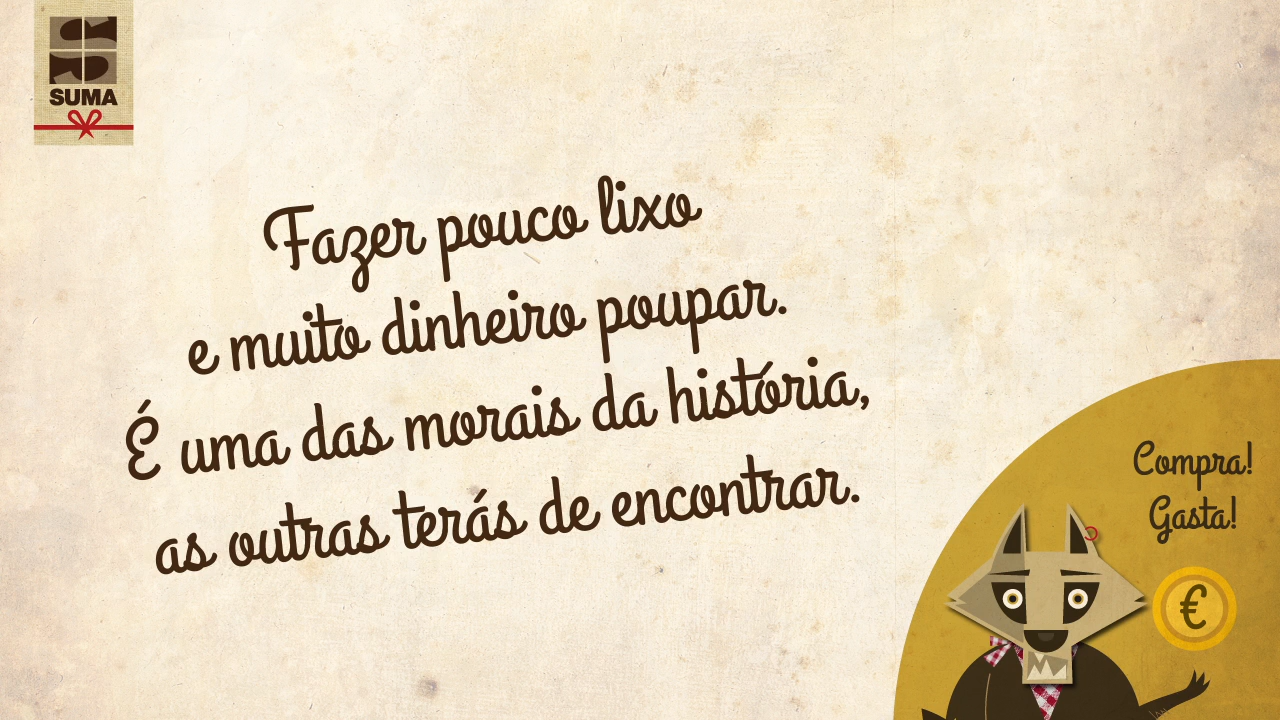 SUMA
Fazer pouco lixo
e muito dinheiro poupar.
É uma das morais da história,
as outras terás de encontrar.
Compra!
Gasta!
€